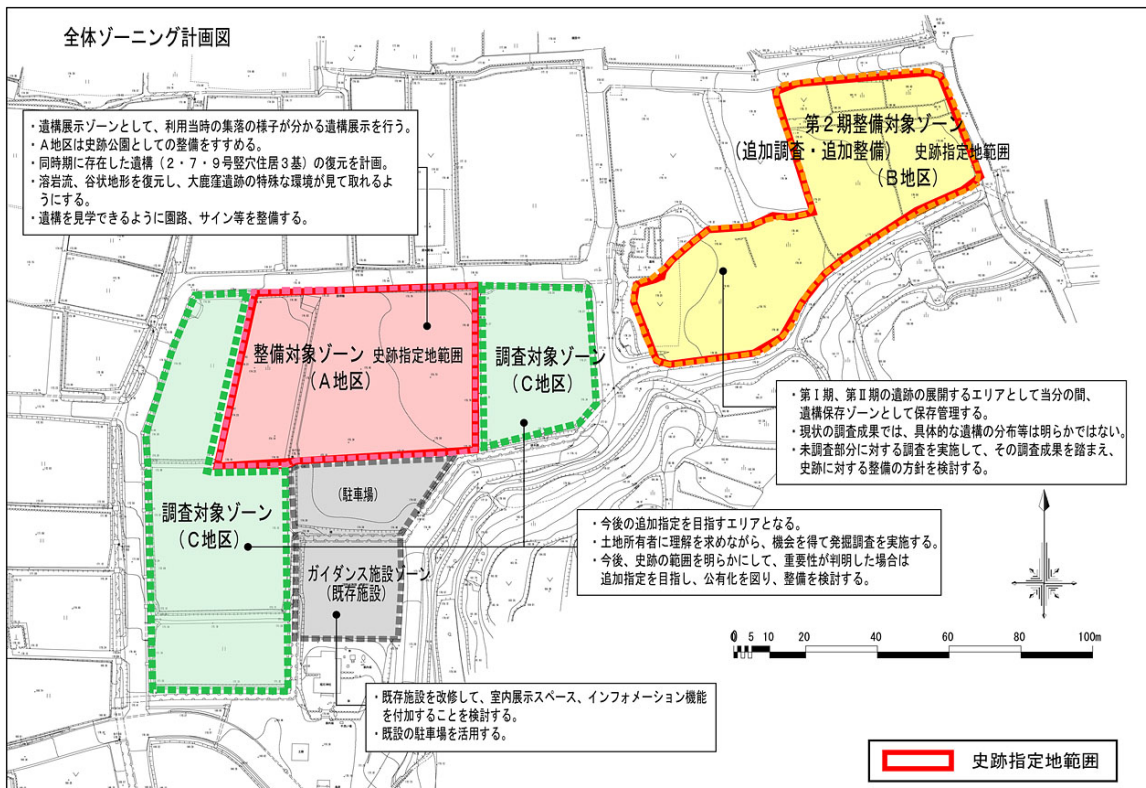 全体ゾーニング計画図
・遺構展示ゾーンとして、利用当時の集落の様子が分かる遺構展示を行う。
・A地区は史跡公園としての整備をすすめる。
・同時期に存在した遺構（2・7・9号竪穴住居3基）の復元を計画。
・溶岩流、谷状地形を復元し、大鹿窪遺跡の特殊な環境が見て取れるよ
うにする。
・遺構を見学できるように園路、サイン等を整備する。
第2期整備対象ゾーン
（追加調査・追加整備） 史跡指定地範囲
（B地区）
整備対象ゾーン 史跡指定地範囲
（A地区）
調査対象ゾーン
（C地区）
・第Ⅰ期、第Ⅱ期の遺跡の展開するエリアとして当分の間、
遺構保存ゾーンとして保存管理する。
・現状の調査成果では、具体的な遺構の分布等は明らかではない。
・未調査部分に対する調査を実施して、その調査成果を踏まえ、
史跡に対する整備の方針を検討する。
（駐車場）
調査対象ゾーン
（C地区）
・今後の追加指定を目指すエリアとなる。
・土地所有者に理解を求めながら、機会を得て発掘調査を実施する。
・今後、史跡の範囲を明らかにして、重要性が判明した場合は
追加指定を目指し、公有化を図り、整備を検討する。
ガイダンス施設ゾーン
（既存施設）
0 5 10 20 40 60 80 100m
・既存施設を改修して、室内展示スペース、インフォメーション機能
を付加することを検討する。
・既設の駐車場を活用する。
史跡指定地範囲